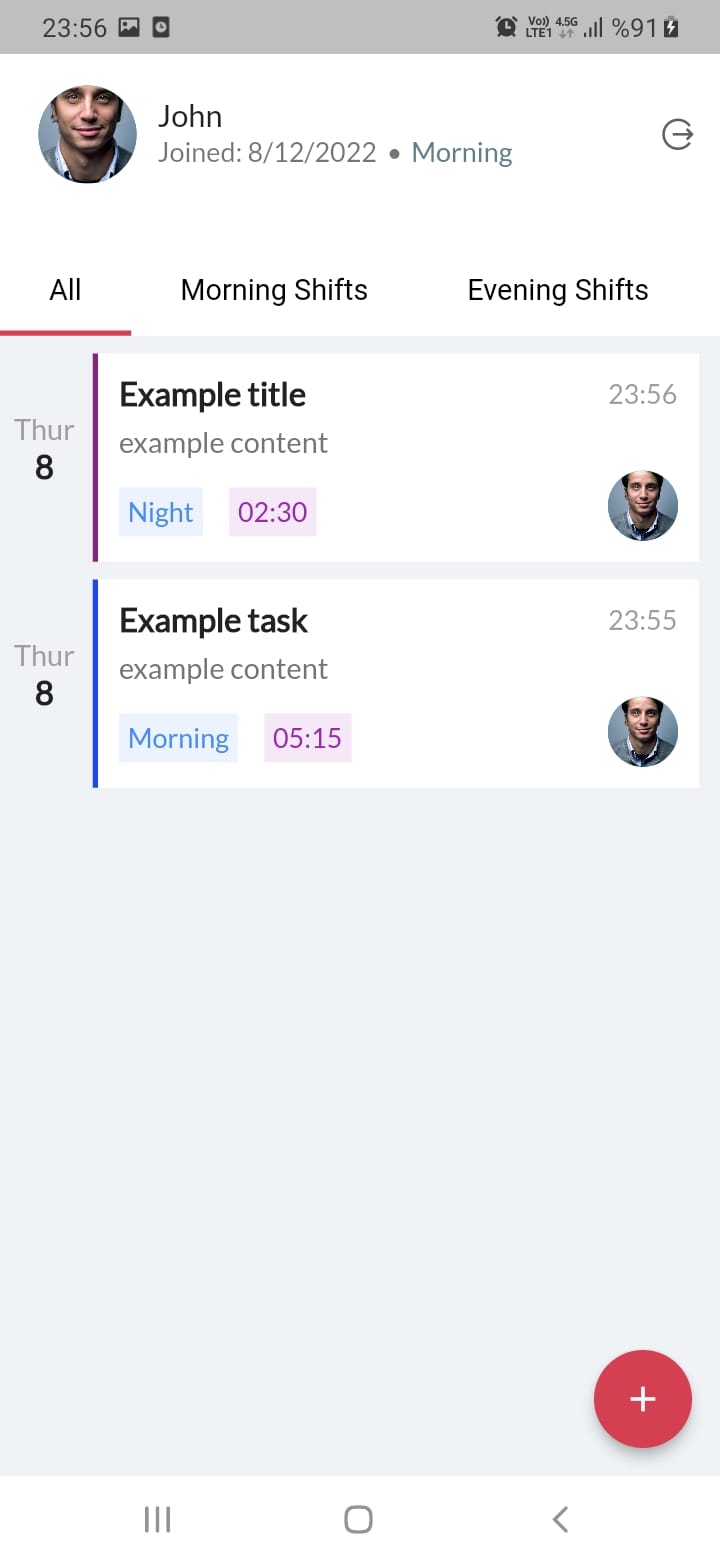 23:56 Vo)) LTE1 4.5G %91
John
Joined: 8/12/2022 • Morning
All Morning Shifts Evening Shifts
Example title 23:56
Thur
example content
8
Night 02:30
Example task 23:55
Thur
example content
8
Morning 05:15
+